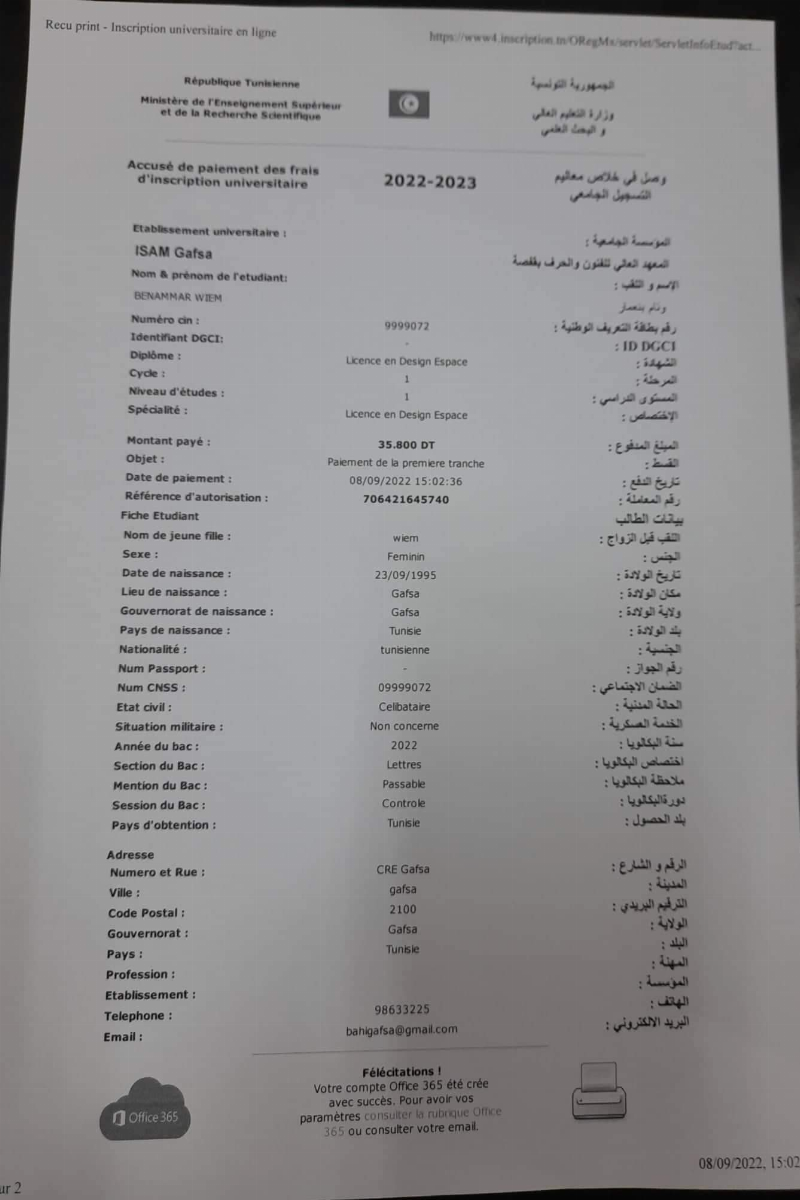 Recu print - Inscription universitaire en ligne
https://www4.inscription.tn/ORegMx/servlet/ServletInfoEtud?act...
République Tunisienne
الجمهورية التونسية
Ministère de l'Enseignement Supérieur
et de la Recherche Scientifique
وزارة التعليم العالي
و البحث العلمي
Accusé de paiement des frais
d'inscription universitaire
2022-2023
وصل في خلاص معاليم
التسجيل الجامعي
Etablissement universitaire :
المؤسسة الجامعية :
ISAM Gafsa
المعهد العالي للفنون والحرف بقفصة
Nom & prénom de l'etudiant:
الإسم و اللقب :
BENAMMAR WIEM
وئام بنعمار
Numéro cin : 9999072 رقم بطاقة التعريف الوطنية :
Identifiant DGCI: - ID DGCI :
Diplôme : Licence en Design Espace الشهادة :
Cycle : 1 المرحلة :
Niveau d'études : 1 المستوى الدراسي :
Spécialité : Licence en Design Espace الإختصاص :
Montant payé : 35.800 DT المبلغ المدفوع :
Objet : Paiement de la premiere tranche القسط :
Date de paiement : 08/09/2022 15:02:36 تاريخ الدفع :
Référence d'autorisation : 706421645740 رقم المعاملة :
Fiche Etudiant بيانات الطالب
Nom de jeune fille : wiem اللقب قبل الزواج :
Sexe : Feminin الجنس :
Date de naissance : 23/09/1995 تاريخ الولادة :
Lieu de naissance : Gafsa مكان الولادة :
Gouvernorat de naissance : Gafsa ولاية الولادة :
Pays de naissance : Tunisie بلد الولادة :
Nationalité : tunisienne الجنسية :
Num Passport : - رقم الجواز :
Num CNSS : 09999072 الضمان الاجتماعي :
Etat civil : Celibataire الحالة المدنية :
Situation militaire : Non concerne الخدمة العسكرية :
Année du bac : 2022 سنة البكالوريا :
Section du Bac : Lettres اختصاص البكالوريا :
Mention du Bac : Passable ملاحظة البكالوريا :
Session du Bac : Controle دورةالبكالوريا :
Pays d'obtention : Tunisie بلد الحصول :
Adresse
Numero et Rue : CRE Gafsa الرقم و الشارع :
Ville : gafsa المدينة :
Code Postal : 2100 الترقيم البريدي :
Gouvernorat : Gafsa الولاية :
Pays : Tunisie البلد :
Profession : المهنة :
Etablissement : المؤسسة :
Telephone : 98633225 الهاتف :
Email : bahigafsa@gmail.com البريد الالكتروني :
Félécitations !
Votre compte Office 365 été crée
avec succès. Pour avoir vos
paramètres consulter la rubrique Office
365 ou consulter votre email.
Office 365
08/09/2022, 15:02
ur 2